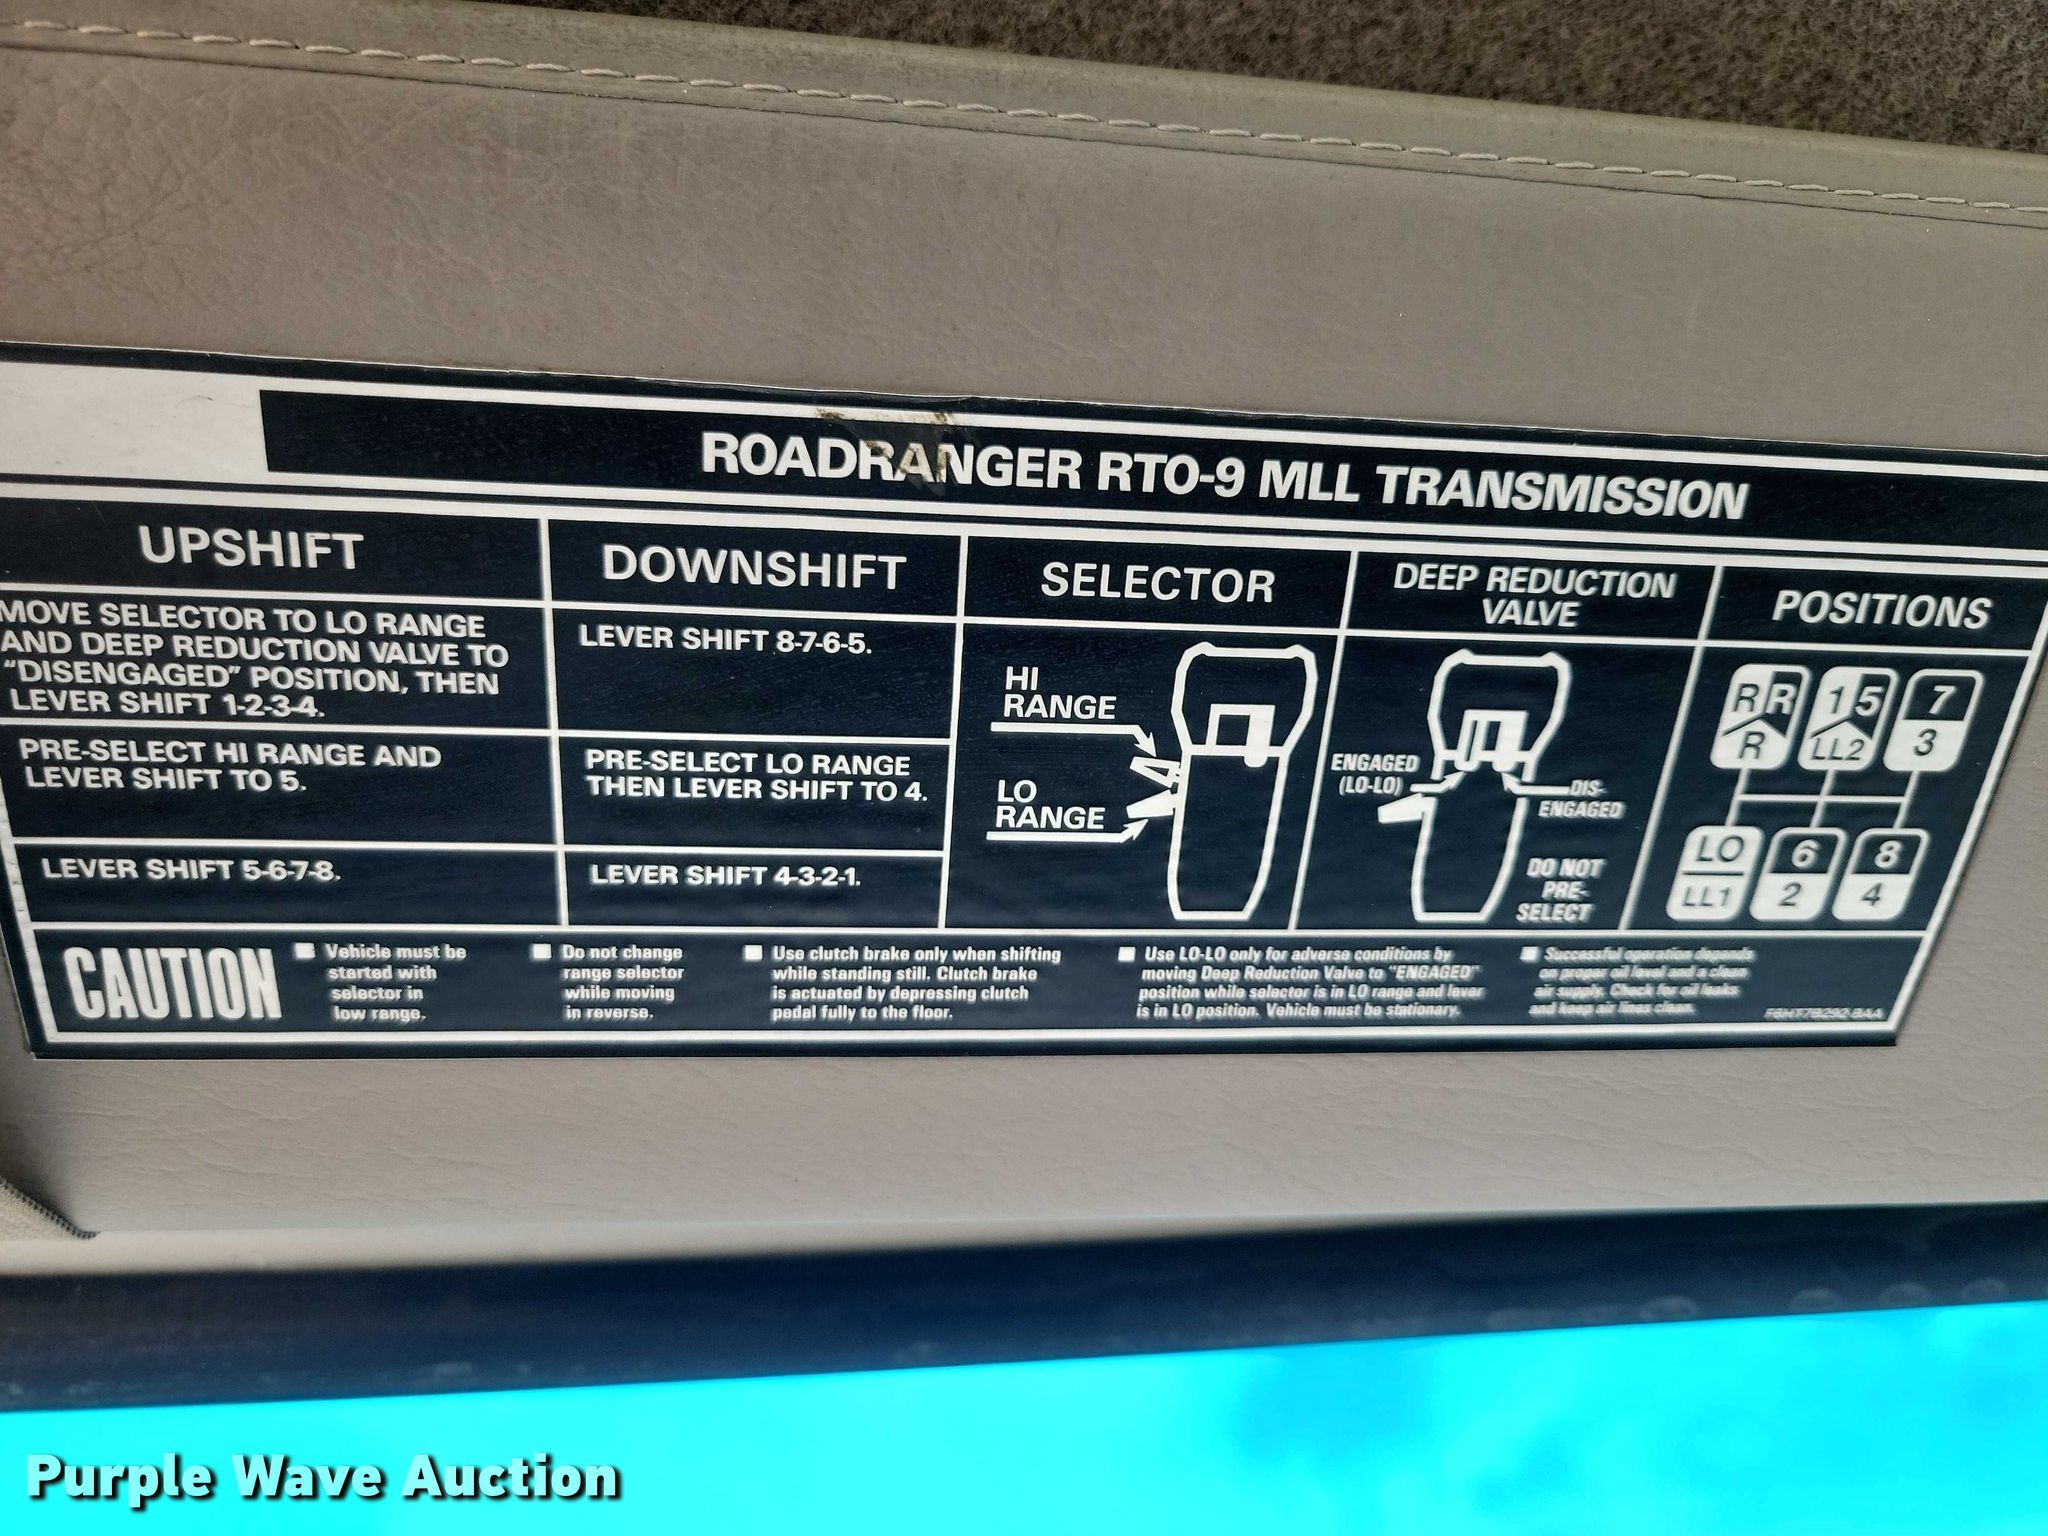 ROADRANGER RTO-9 MLL TRANSMISSION
UPSHIFT
MOVE SELECTOR TO LO RANGE
AND DEEP REDUCTION VALVE TO
"DISENGAGED" POSITION, THEN
LEVER SHIFT 1-2-3-4.
PRE-SELECT HI RANGE AND
LEVER SHIFT TO 5.
LEVER SHIFT 5-6-7-8.
DOWNSHIFT
LEVER SHIFT 8-7-6-5.
PRE-SELECT LO RANGE
THEN LEVER SHIFT TO 4.
LEVER SHIFT 4-3-2-1.
SELECTOR
HI
RANGE
LO
RANGE
DEEP REDUCTION
VALVE
ENGAGED
(LO-LO)
DIS-
ENGAGED
DO NOT
PRE-
SELECT
POSITIONS
R R 1 5 7
R LL2 3
LO 6 8
LL1 2 4
CAUTION
■ Vehicle must be
started with
selector in
low range.
■ Do not change
range selector
while moving
in reverse.
■ Use clutch brake only when shifting
while standing still. Clutch brake
is actuated by depressing clutch
pedal fully to the floor.
■ Use LO-LO only for adverse conditions by
moving Deep Reduction Valve to "ENGAGED"
position while selector is in LO range and lever
is in LO position. Vehicle must be stationary.
■ Successful operation depends
on proper oil level and a clean
air supply. Check for oil leaks
and keep air lines clean.
F6HT7B292-BAA
Purple Wave Auction